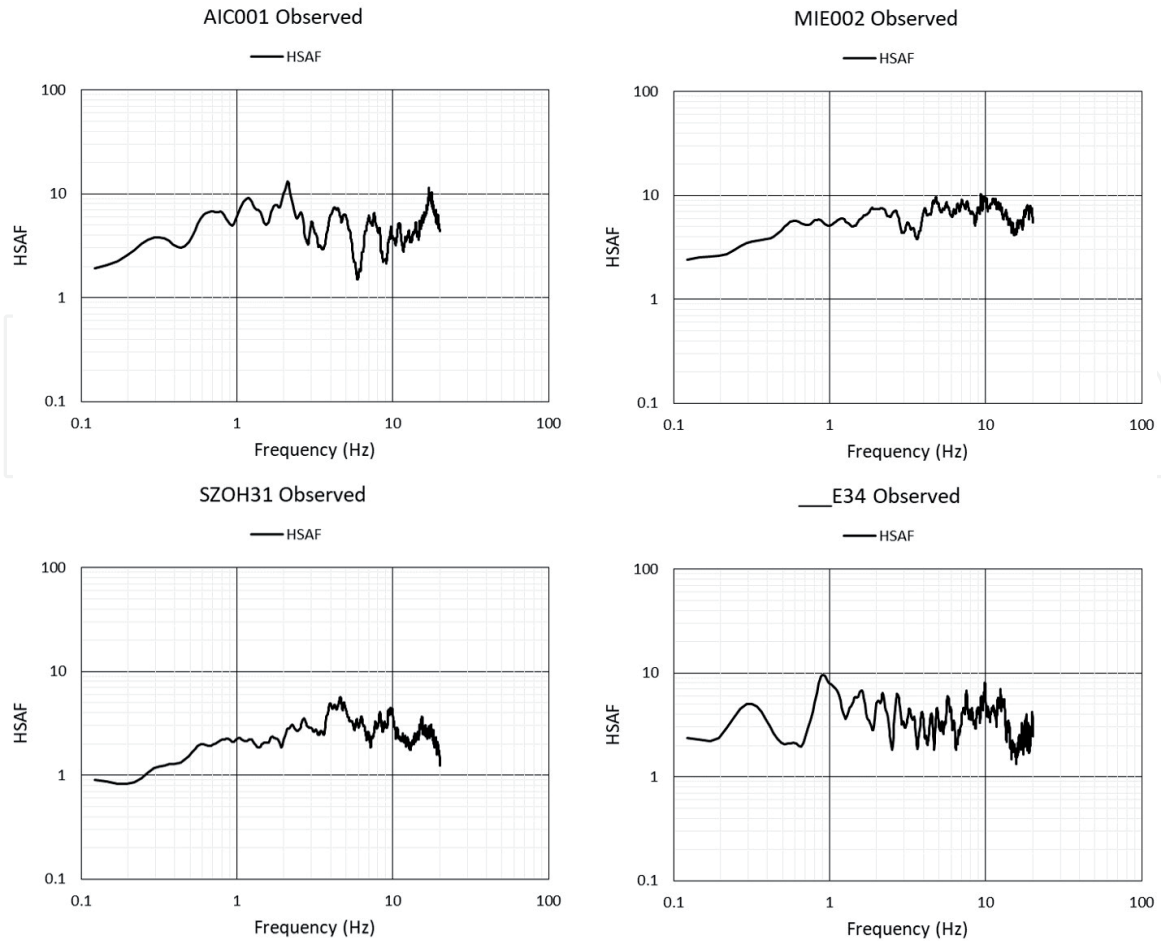 AIC001 Observed
HSAF
100
10
1
0.1
HSAF
0.1 1 10 100
Frequency (Hz)
MIE002 Observed
HSAF
100
10
1
0.1
HSAF
0.1 1 10 100
Frequency (Hz)
SZOH31 Observed
HSAF
100
10
1
0.1
HSAF
0.1 1 10 100
Frequency (Hz)
___E34 Observed
HSAF
100
10
1
0.1
HSAF
0.1 1 10 100
Frequency (Hz)